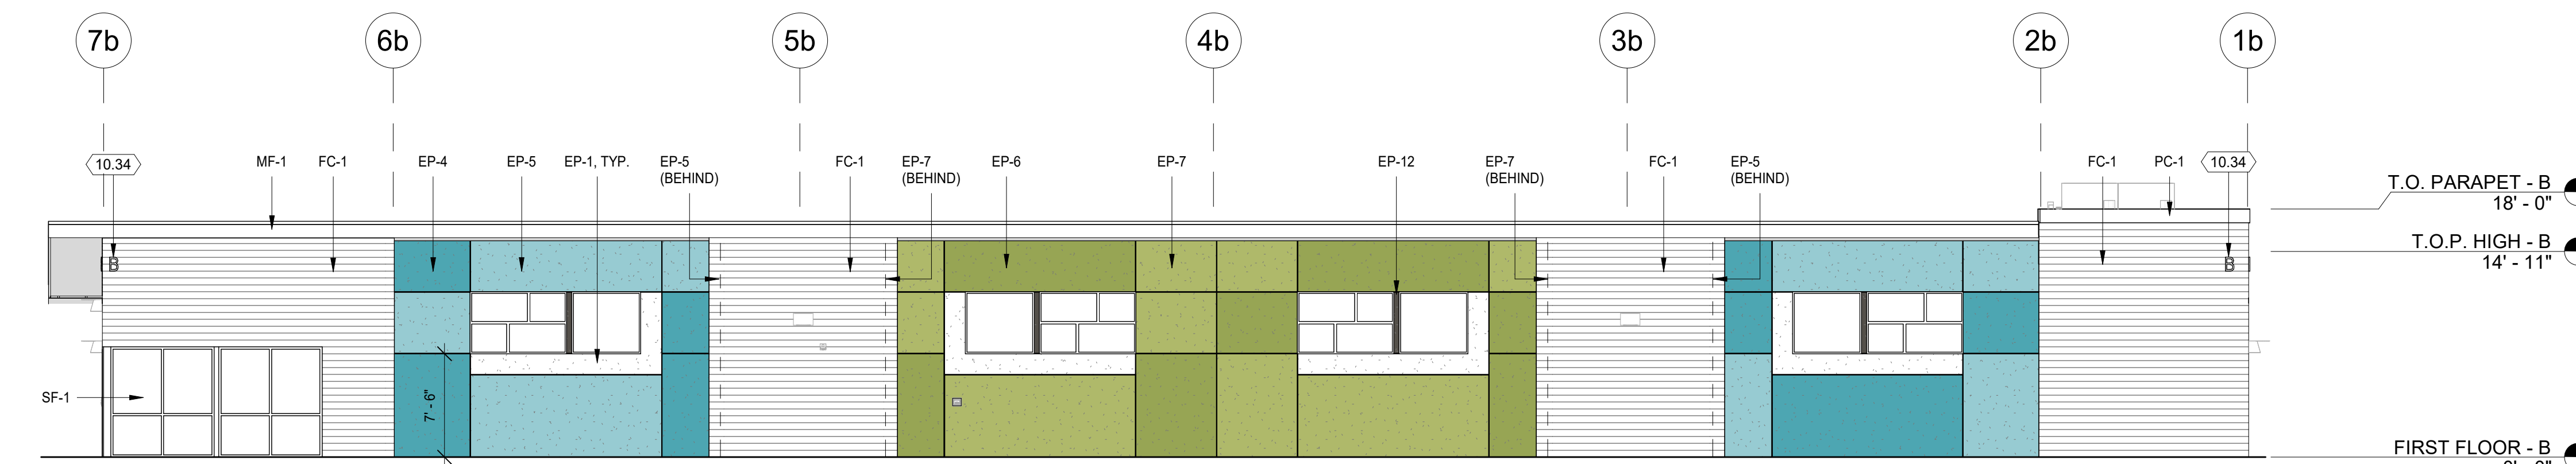 7b
6b
5b
4b
3b
2b
1b
10.34
MF-1
FC-1
EP-4
EP-5
EP-1, TYP.
EP-5
(BEHIND)
FC-1
EP-7
(BEHIND)
EP-6
EP-7
EP-12
EP-7
(BEHIND)
FC-1
EP-5
(BEHIND)
FC-1
PC-1
10.34
T.O. PARAPET - B
18' - 0"
T.O.P. HIGH - B
14' - 11"
B
B
SF-1
7' - 6"
FIRST FLOOR - B